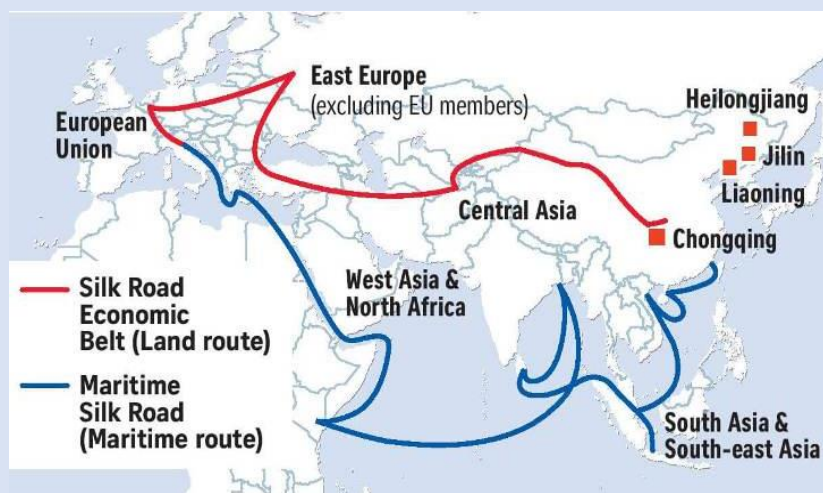 East Europe
(excluding EU members)
European
Union
Heilongjiang
Jilin
Liaoning
Central Asia
Chongqing
West Asia &
North Africa
Silk Road
Economic
Belt (Land route)
Maritime
Silk Road
(Maritime route)
South Asia &
South-east Asia